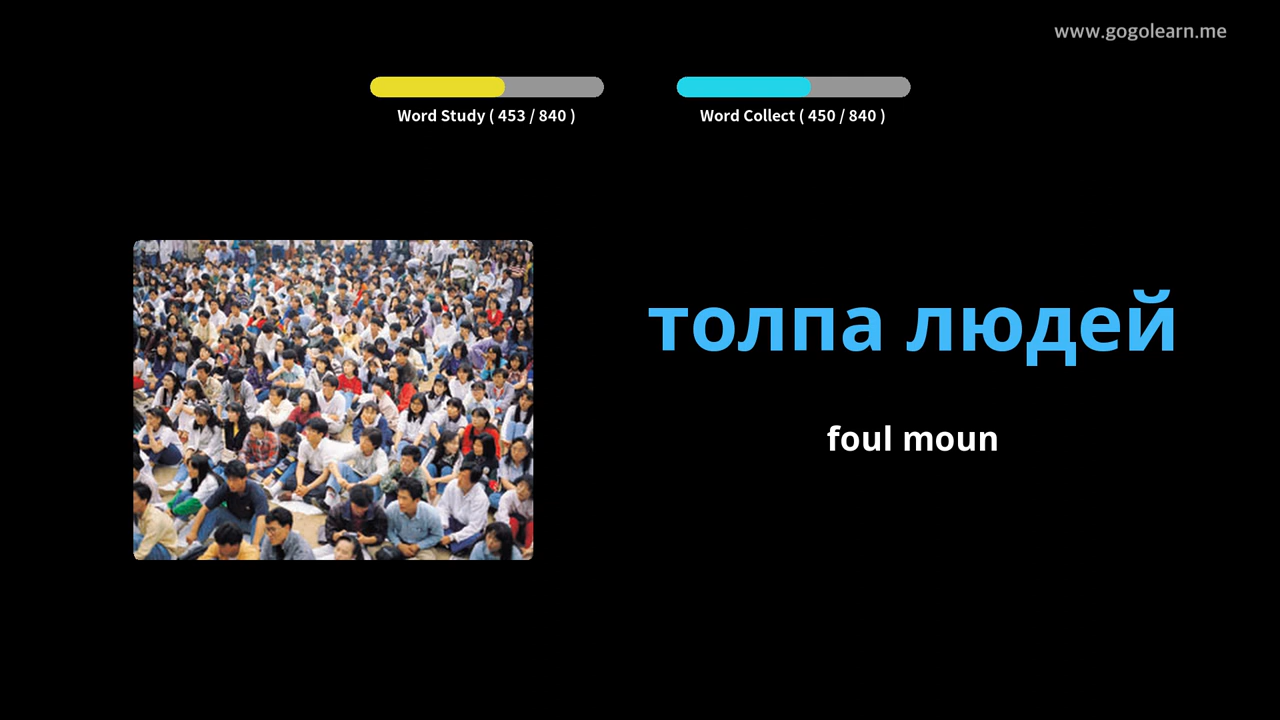 www.gogolearn.me
Word Study ( 453 / 840 )
Word Collect ( 450 / 840 )
толпа людей
foul moun